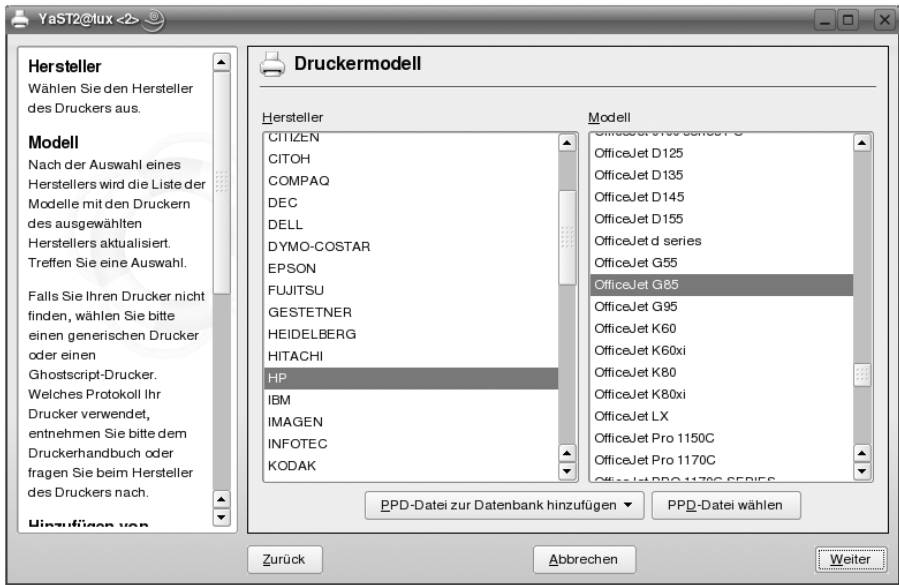 YaST2@tux <2>
Hersteller
Wählen Sie den Hersteller
des Druckers aus.
Modell
Nach der Auswahl eines
Herstellers wird die Liste der
Modelle mit den Druckern
des ausgewählten
Herstellers aktualisiert.
Treffen Sie eine Auswahl.
Falls Sie Ihren Drucker nicht
finden, wählen Sie bitte
einen generischen Drucker
oder einen
Ghostscript-Drucker.
Welches Protokoll Ihr
Drucker verwendet,
entnehmen Sie bitte dem
Druckerhandbuch oder
fragen Sie beim Hersteller
des Druckers nach.
Hinzufügen von
Druckermodell
Hersteller
CITIZEN
CITOH
COMPAQ
DEC
DELL
DYMO-COSTAR
EPSON
FUJITSU
GESTETNER
HEIDELBERG
HITACHI
HP
IBM
IMAGEN
INFOTEC
KODAK
Modell
OfficeJet D125
OfficeJet D135
OfficeJet D145
OfficeJet D155
OfficeJet d series
OfficeJet G55
OfficeJet G85
OfficeJet G95
OfficeJet K60
OfficeJet K60xi
OfficeJet K80
OfficeJet K80xi
OfficeJet LX
OfficeJet Pro 1150C
OfficeJet Pro 1170C
OfficeJet PRO 1170C SERIES
PPD-Datei zur Datenbank hinzufügen
PPD-Datei wählen
Zurück
Abbrechen
Weiter